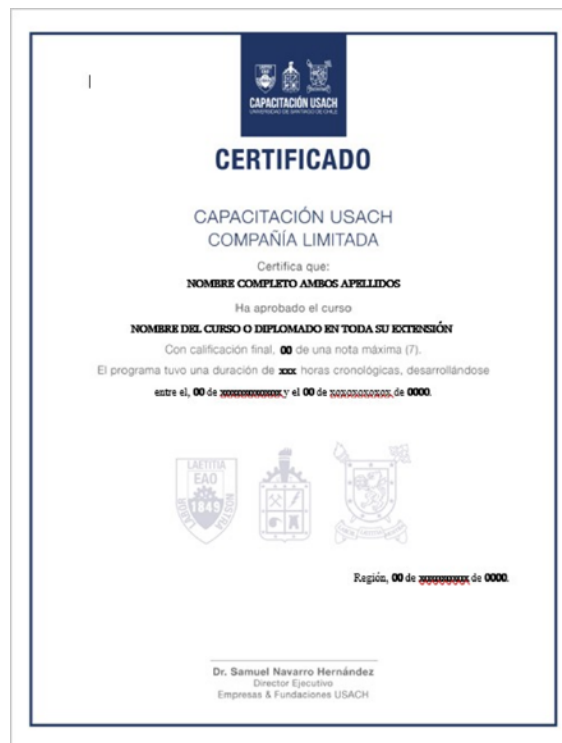 CAPACITACIÓN USACH
UNIVERSIDAD DE SANTIAGO DE CHILE
CERTIFICADO
CAPACITACIÓN USACH
COMPAÑÍA LIMITADA
Certifica que:
NOMBRE COMPLETO AMBOS APELLIDOS
Ha aprobado el curso
NOMBRE DEL CURSO O DIPLOMADO EN TODA SU EXTENSIÓN
Con calificación final, 00 de una nota máxima (7).
El programa tuvo una duración de xxx horas cronológicas, desarrollándose
entre el, 00 de y el 00 de de 0000.
LAETITIA
EAO
1849
LABOR
NOSTRA
Región, 00 de de 0000.
Dr. Samuel Navarro Hernández
Director Ejecutivo
Empresas & Fundaciones USACH